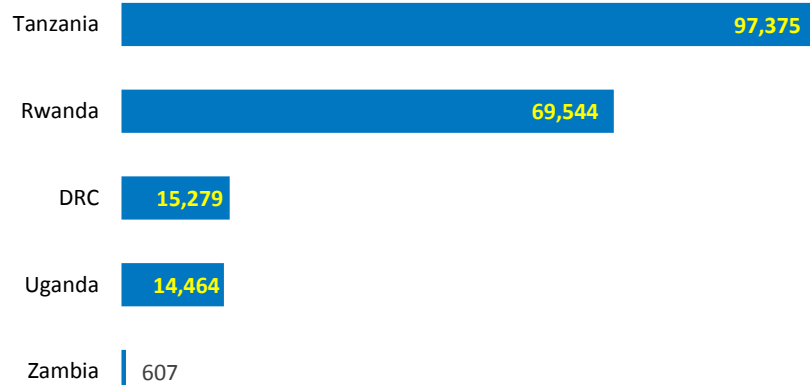 Tanzania 97,375
Rwanda 69,544
DRC 15,279
Uganda 14,464
Zambia 607